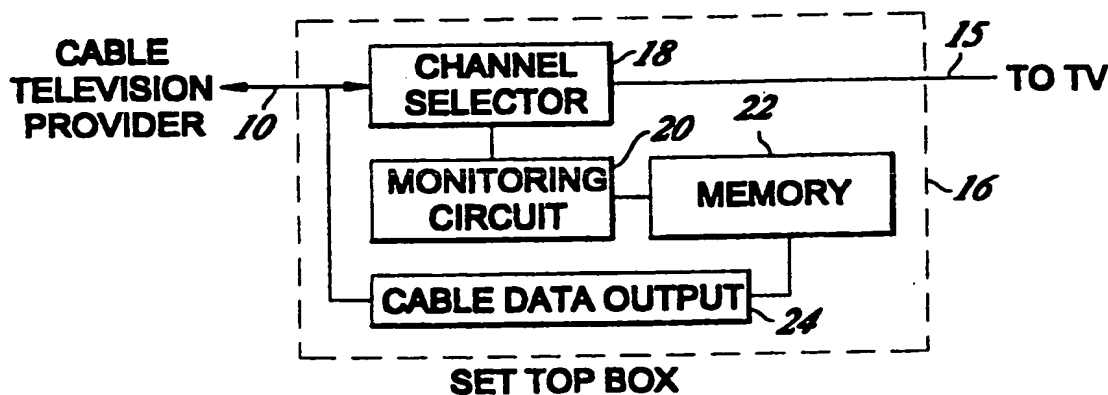 CABLE
TELEVISION
PROVIDER
10
CHANNEL
SELECTOR
18
15
TO TV
MONITORING
CIRCUIT
20
22
MEMORY
16
CABLE DATA OUTPUT
24
SET TOP BOX